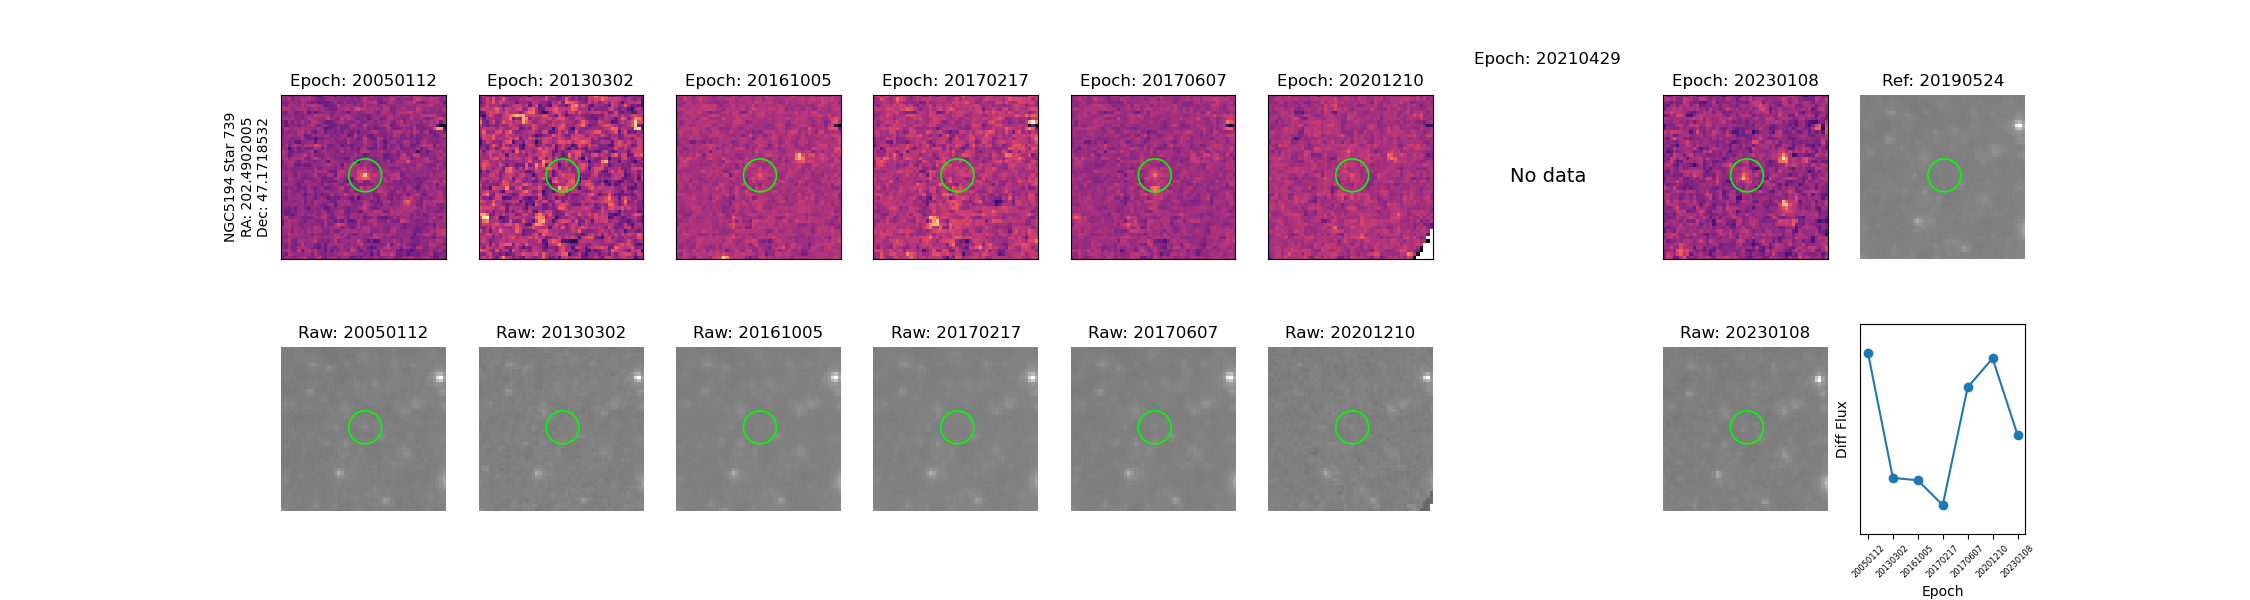 Epoch: 20210429
Epoch: 20050112
Epoch: 20130302
Epoch: 20161005
Epoch: 20170217
Epoch: 20170607
Epoch: 20201210
Epoch: 20230108
Ref: 20190524
NGC5194 Star 739
RA: 202.4902005
Dec: 47.1718532
No data
Raw: 20050112
Raw: 20130302
Raw: 20161005
Raw: 20170217
Raw: 20170607
Raw: 20201210
Raw: 20230108
Diff Flux
20050112
20130302
20161005
20170217
20170607
20201210
20230108
Epoch